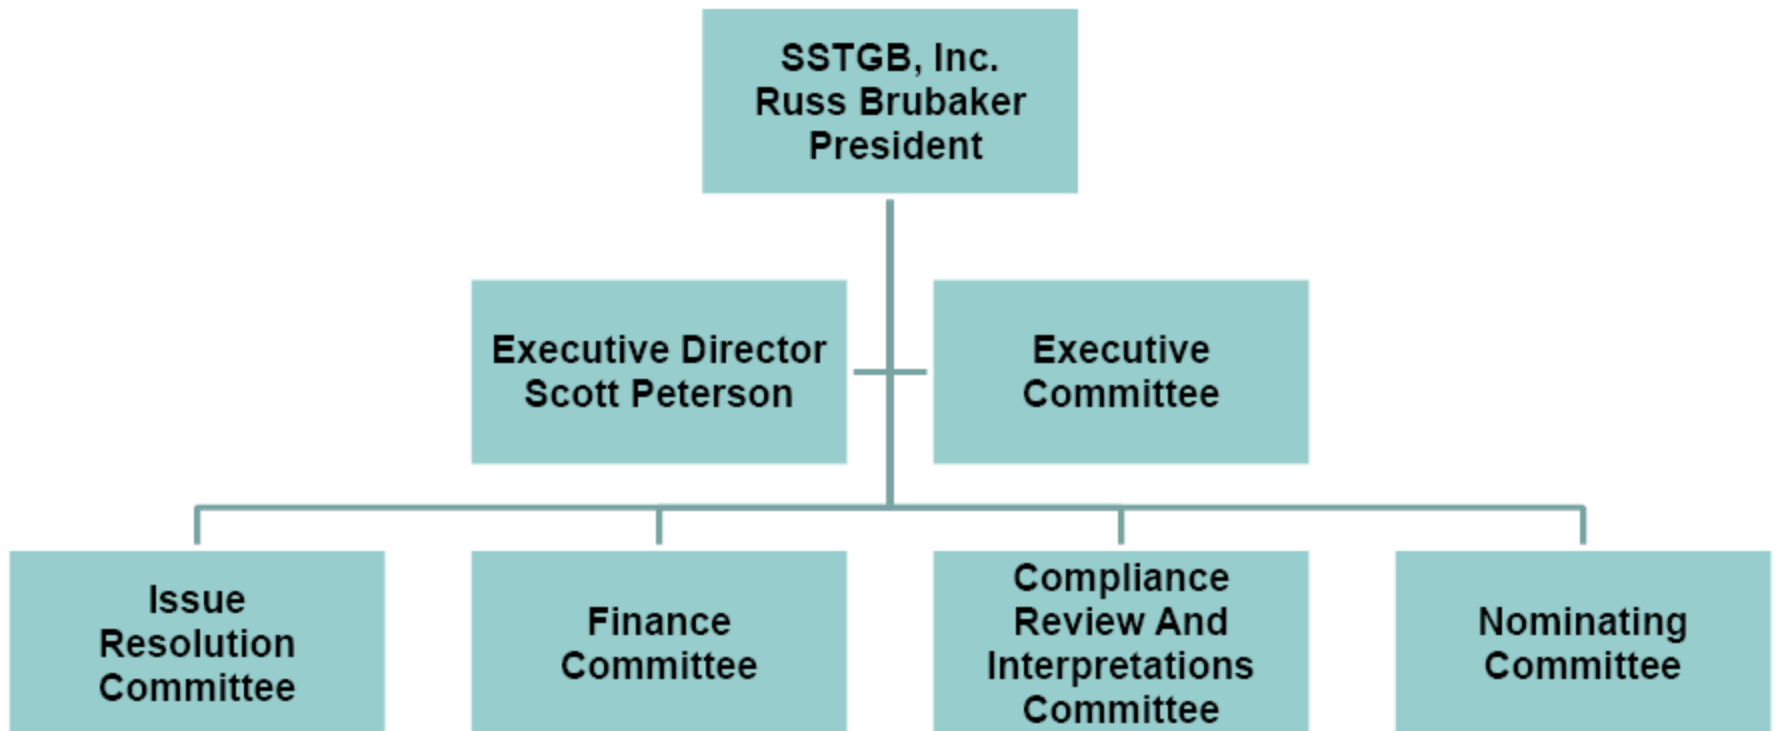 SSTGB, Inc.
Russ Brubaker
President
Executive Director
Scott Peterson
Executive
Committee
Issue
Resolution
Committee
Finance
Committee
Compliance
Review And
Interpretations
Committee
Nominating
Committee